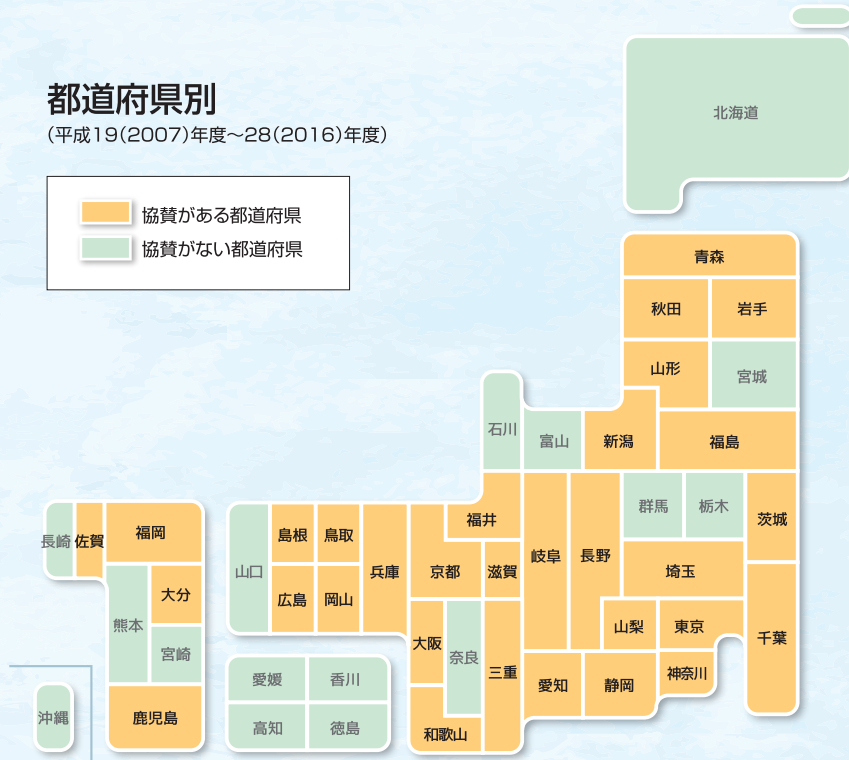 都道府県別
（平成19（2007）年度～28（2016）年度）
協賛がある都道府県
協賛がない都道府県
北海道
青森
秋田
岩手
山形
宮城
石川
富山
新潟
福島
群馬
栃木
茨城
福井
岐阜
長野
埼玉
長崎
佐賀
福岡
山口
島根
鳥取
兵庫
京都
滋賀
広島
岡山
大分
熊本
宮崎
山梨
東京
千葉
大阪
奈良
三重
愛知
静岡
神奈川
愛媛
香川
高知
徳島
和歌山
沖縄
鹿児島